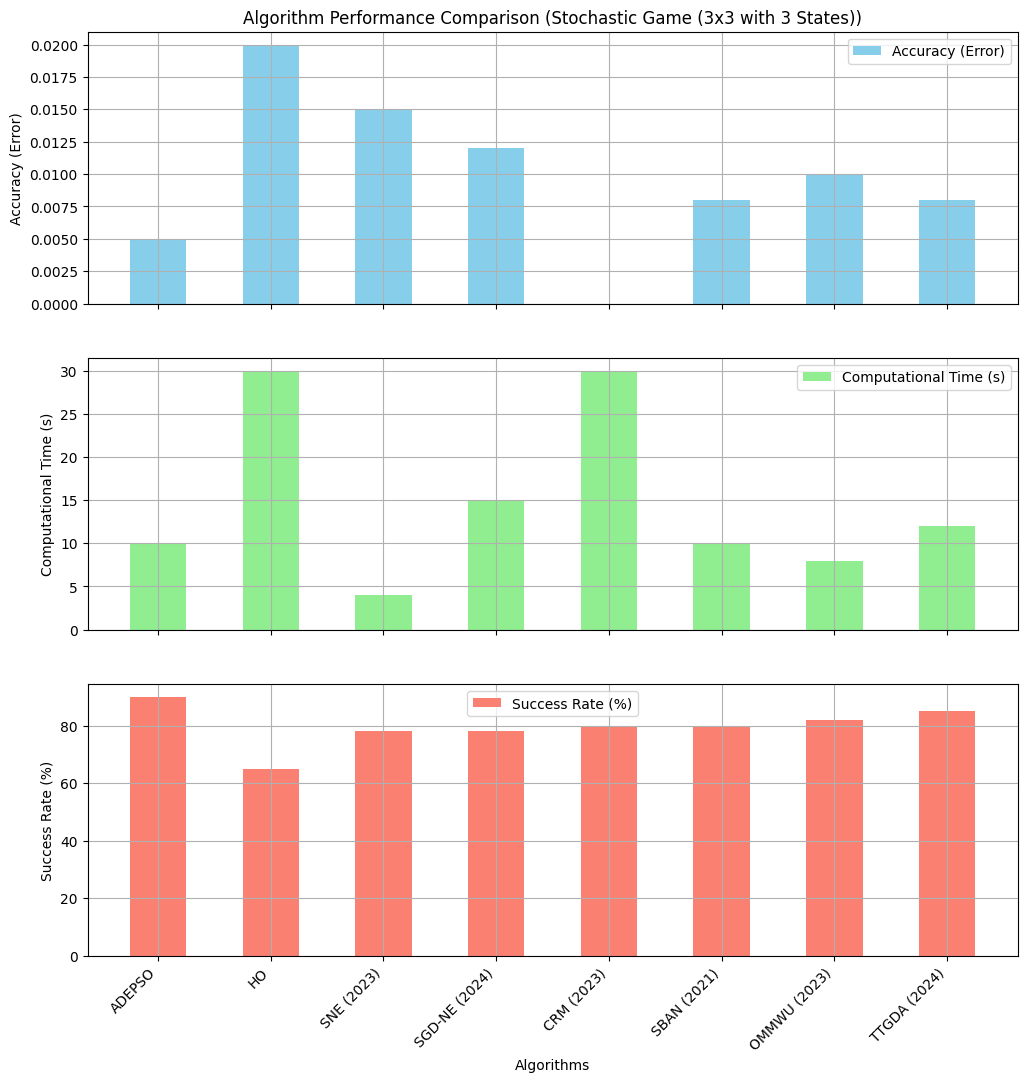 Algorithm Performance Comparison (Stochastic Game (3x3 with 3 States))
Accuracy (Error)
0.0200
0.0175
0.0150
0.0125
0.0100
0.0075
0.0050
0.0025
0.0000
Accuracy (Error)
Computational Time (s)
30
25
20
15
10
5
0
Computational Time (s)
Success Rate (%)
80
60
40
20
0
Success Rate (%)
ADEPSO
HO
SNE (2023)
SGD-NE (2024)
CRM (2023)
SBAN (2021)
OMMWU (2023)
TTGDA (2024)
Algorithms